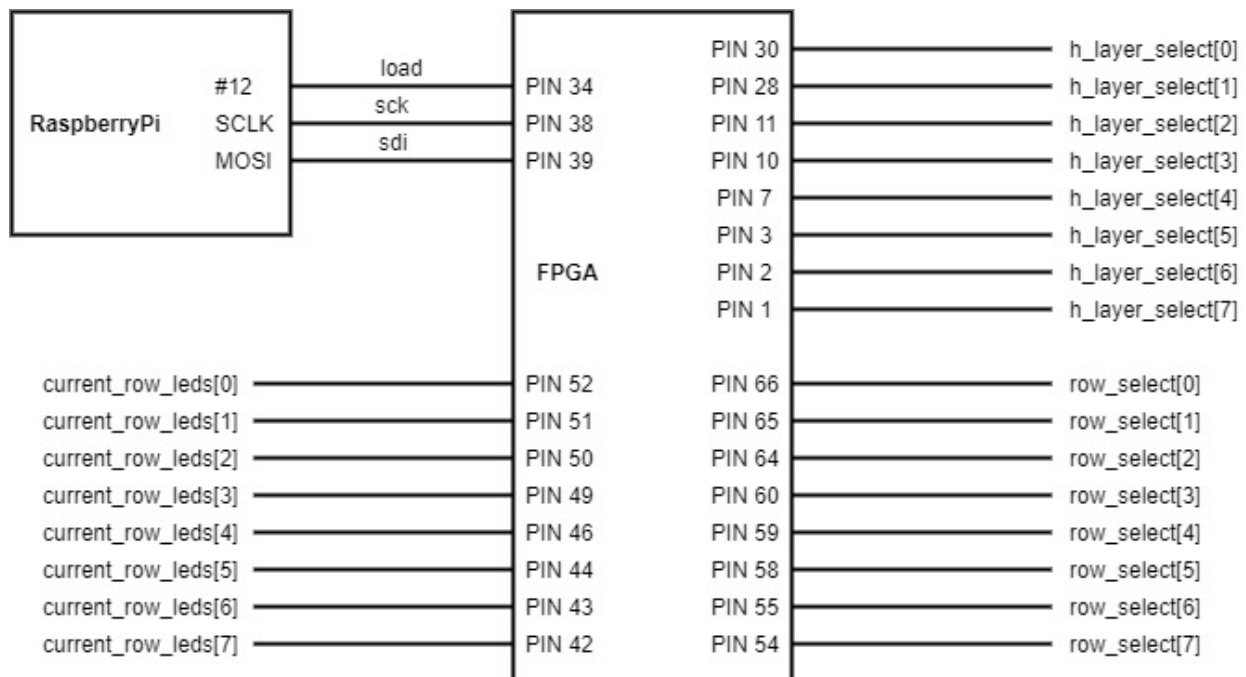 PIN 30 h_layer_select[0]
load
#12 PIN 34 PIN 28 h_layer_select[1]
sck
RaspberryPi SCLK PIN 38 PIN 11 h_layer_select[2]
sdi
MOSI PIN 39 PIN 10 h_layer_select[3]
PIN 7 h_layer_select[4]
PIN 3 h_layer_select[5]
FPGA PIN 2 h_layer_select[6]
PIN 1 h_layer_select[7]
current_row_leds[0] PIN 52 PIN 66 row_select[0]
current_row_leds[1] PIN 51 PIN 65 row_select[1]
current_row_leds[2] PIN 50 PIN 64 row_select[2]
current_row_leds[3] PIN 49 PIN 60 row_select[3]
current_row_leds[4] PIN 46 PIN 59 row_select[4]
current_row_leds[5] PIN 44 PIN 58 row_select[5]
current_row_leds[6] PIN 43 PIN 55 row_select[6]
current_row_leds[7] PIN 42 PIN 54 row_select[7]